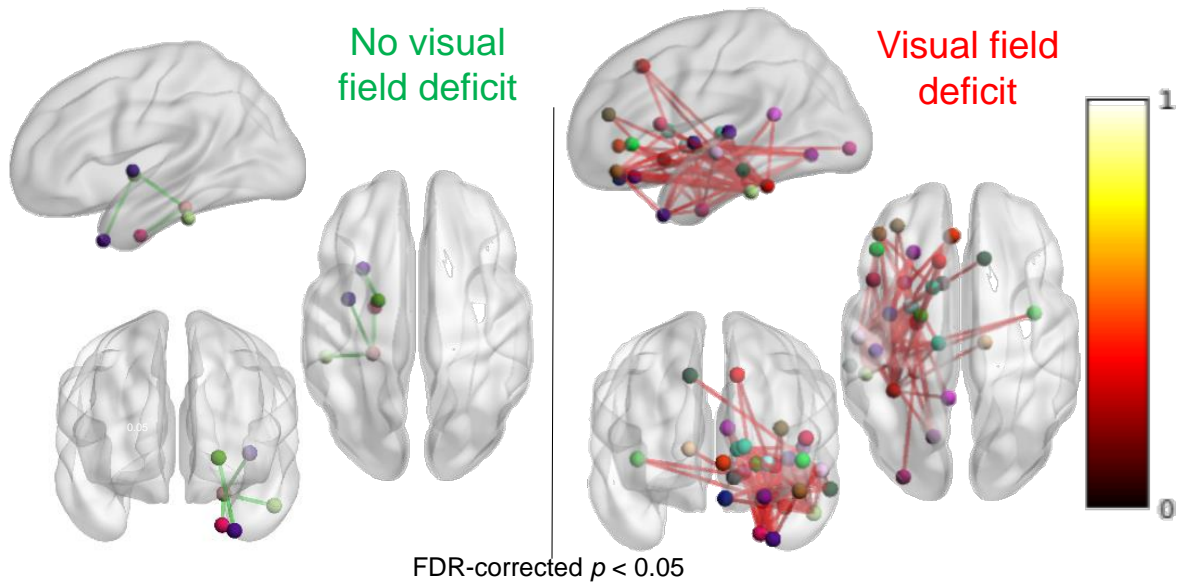 No visual
field deficit
Visual field
deficit
1
0.05
0
FDR-corrected p < 0.05